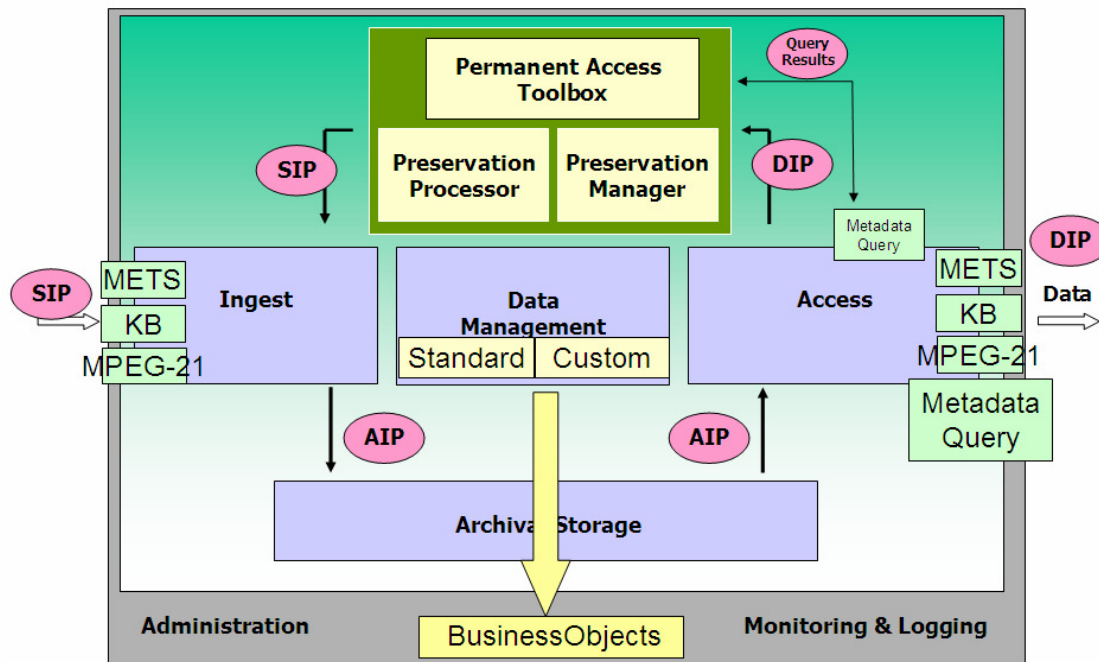 Query
Results
Permanent Access
Toolbox
SIP
Preservation
Processor
Preservation
Manager
DIP
Metadata
Query
DIP
SIP
METS
KB
MPEG-21
Ingest
Data
Management
Standard
Custom
Access
METS
KB
MPEG-21
Metadada
Query
Data
AIP
AIP
Archival Storage
Administration
BusinessObjects
Monitoring & Logging